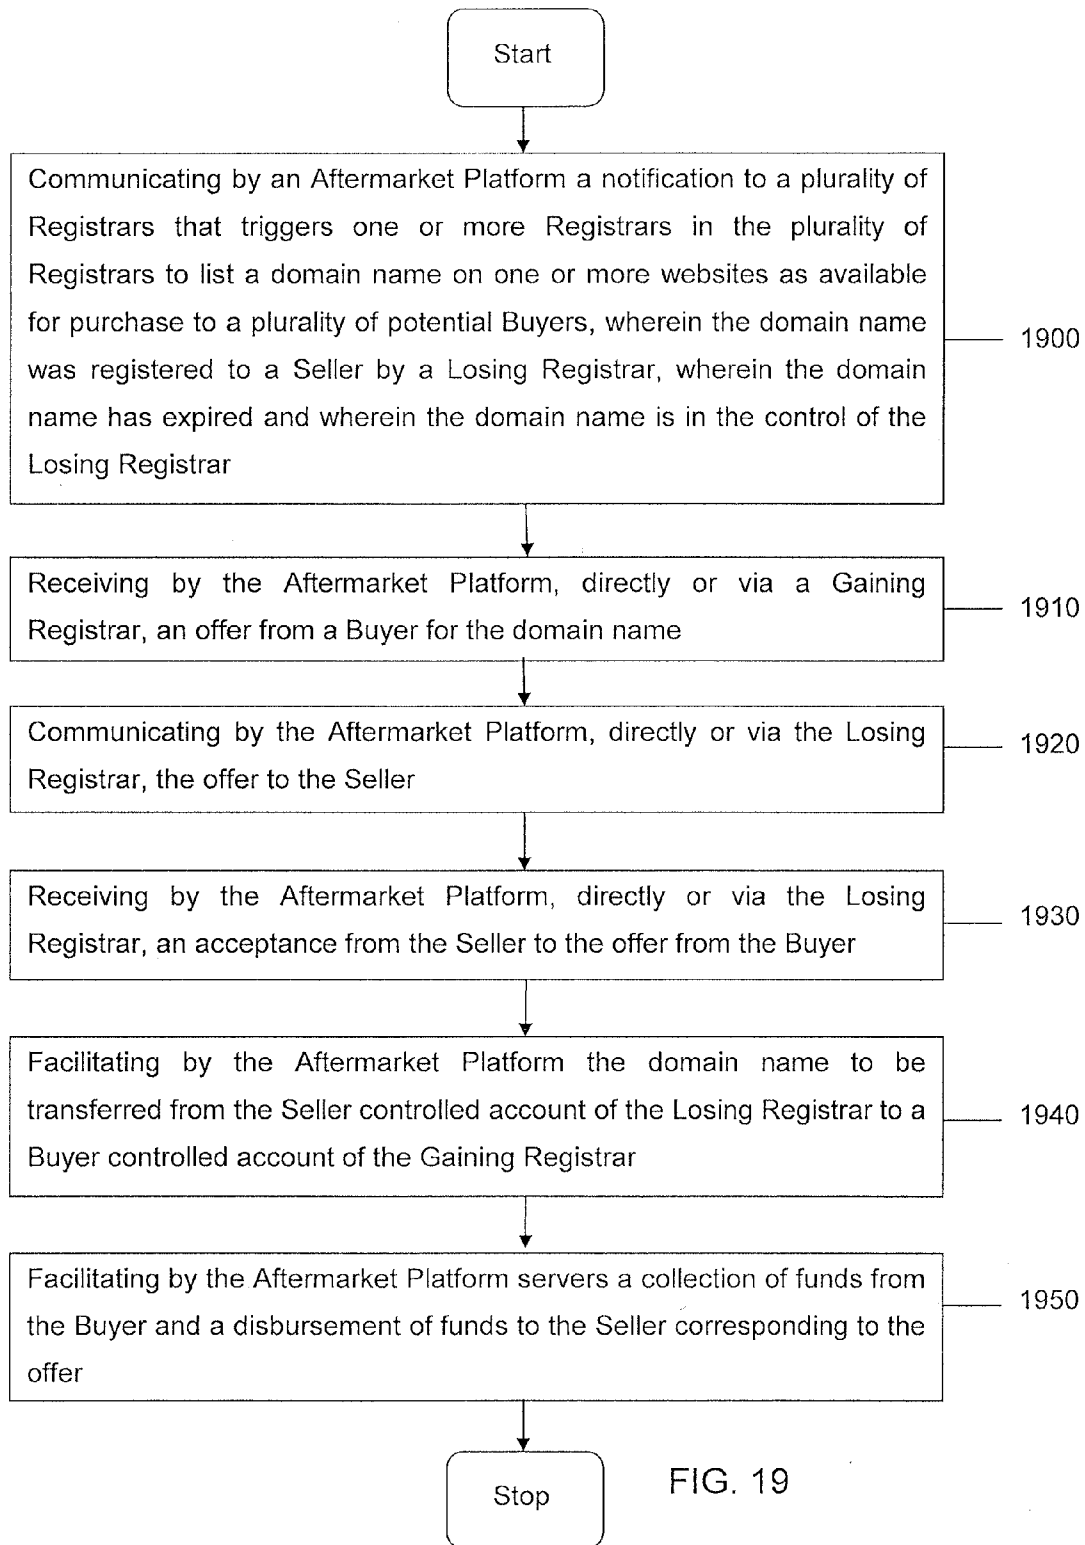 Start
Communicating by an Aftermarket Platform a notification to a plurality of
Registrars that triggers one or more Registrars in the plurality of
Registrars to list a domain name on one or more websites as available
for purchase to a plurality of potential Buyers, wherein the domain name
was registered to a Seller by a Losing Registrar, wherein the domain
name has expired and wherein the domain name is in the control of the
Losing Registrar
1900
Receiving by the Aftermarket Platform, directly or via a Gaining
Registrar, an offer from a Buyer for the domain name
1910
Communicating by the Aftermarket Platform, directly or via the Losing
Registrar, the offer to the Seller
1920
Receiving by the Aftermarket Platform, directly or via the Losing
Registrar, an acceptance from the Seller to the offer from the Buyer
1930
Facilitating by the Aftermarket Platform the domain name to be
transferred from the Seller controlled account of the Losing Registrar to a
Buyer controlled account of the Gaining Registrar
1940
Facilitating by the Aftermarket Platform servers a collection of funds from
the Buyer and a disbursement of funds to the Seller corresponding to the
offer
1950
Stop
FIG. 19